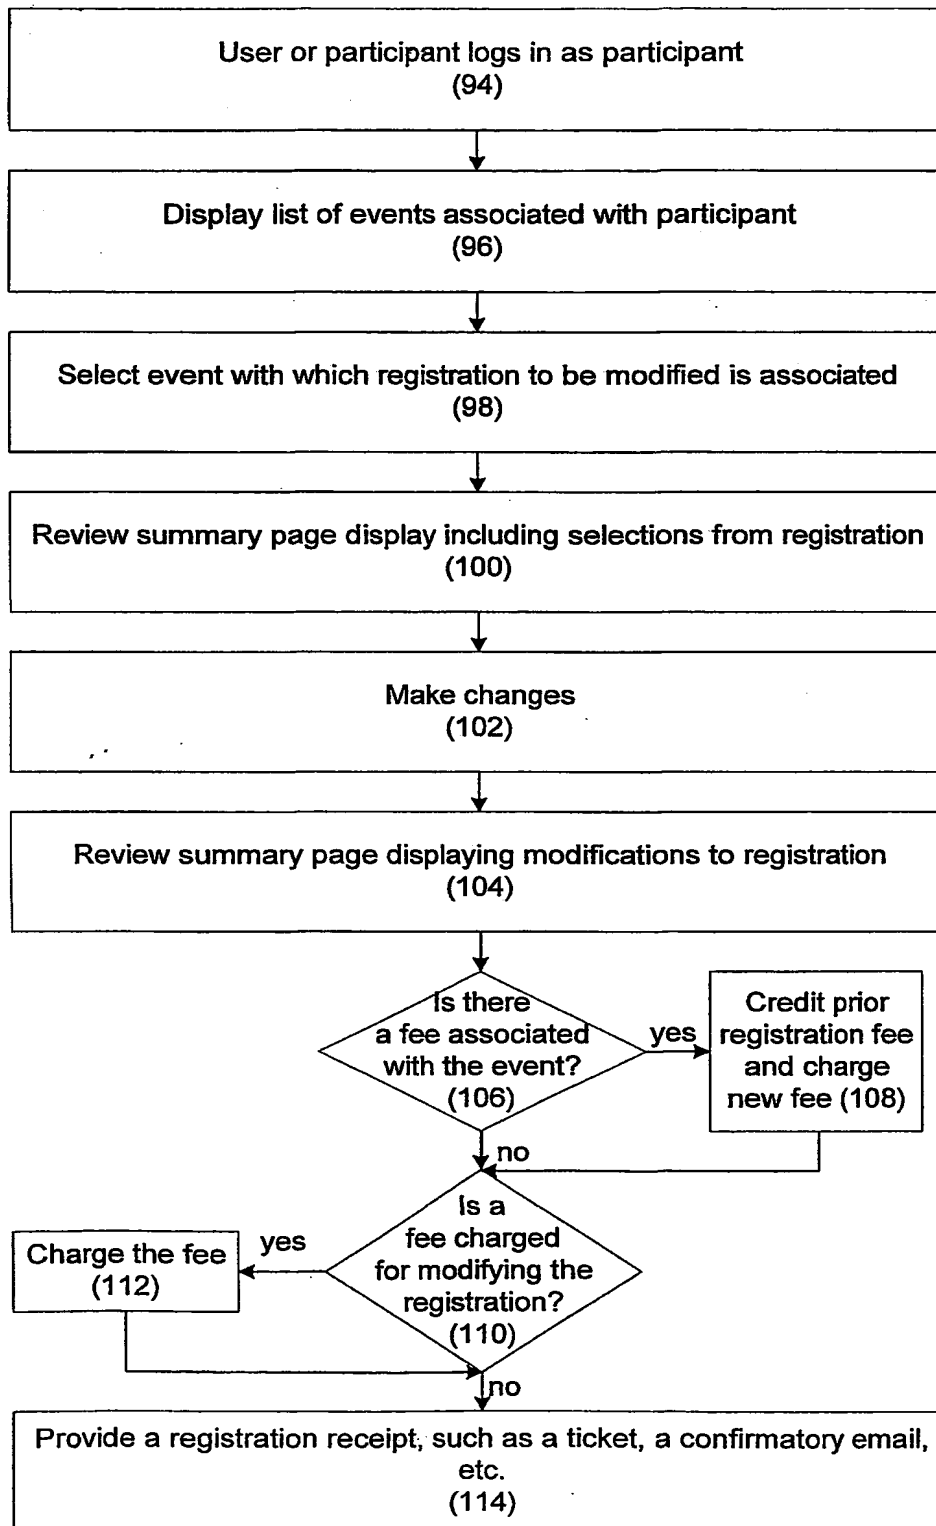 User or participant logs in as participant
(94)
Display list of events associated with participant
(96)
Select event with which registration to be modified is associated
(98)
Review summary page display including selections from registration
(100)
Make changes
(102)
Review summary page displaying modifications to registration
(104)
Is there
a fee associated
with the event?
(106)
yes
Credit prior
registration fee
and charge
new fee (108)
no
Is a
fee charged
for modifying the
registration?
(110)
yes
Charge the fee
(112)
no
Provide a registration receipt, such as a ticket, a confirmatory email,
etc.
(114)